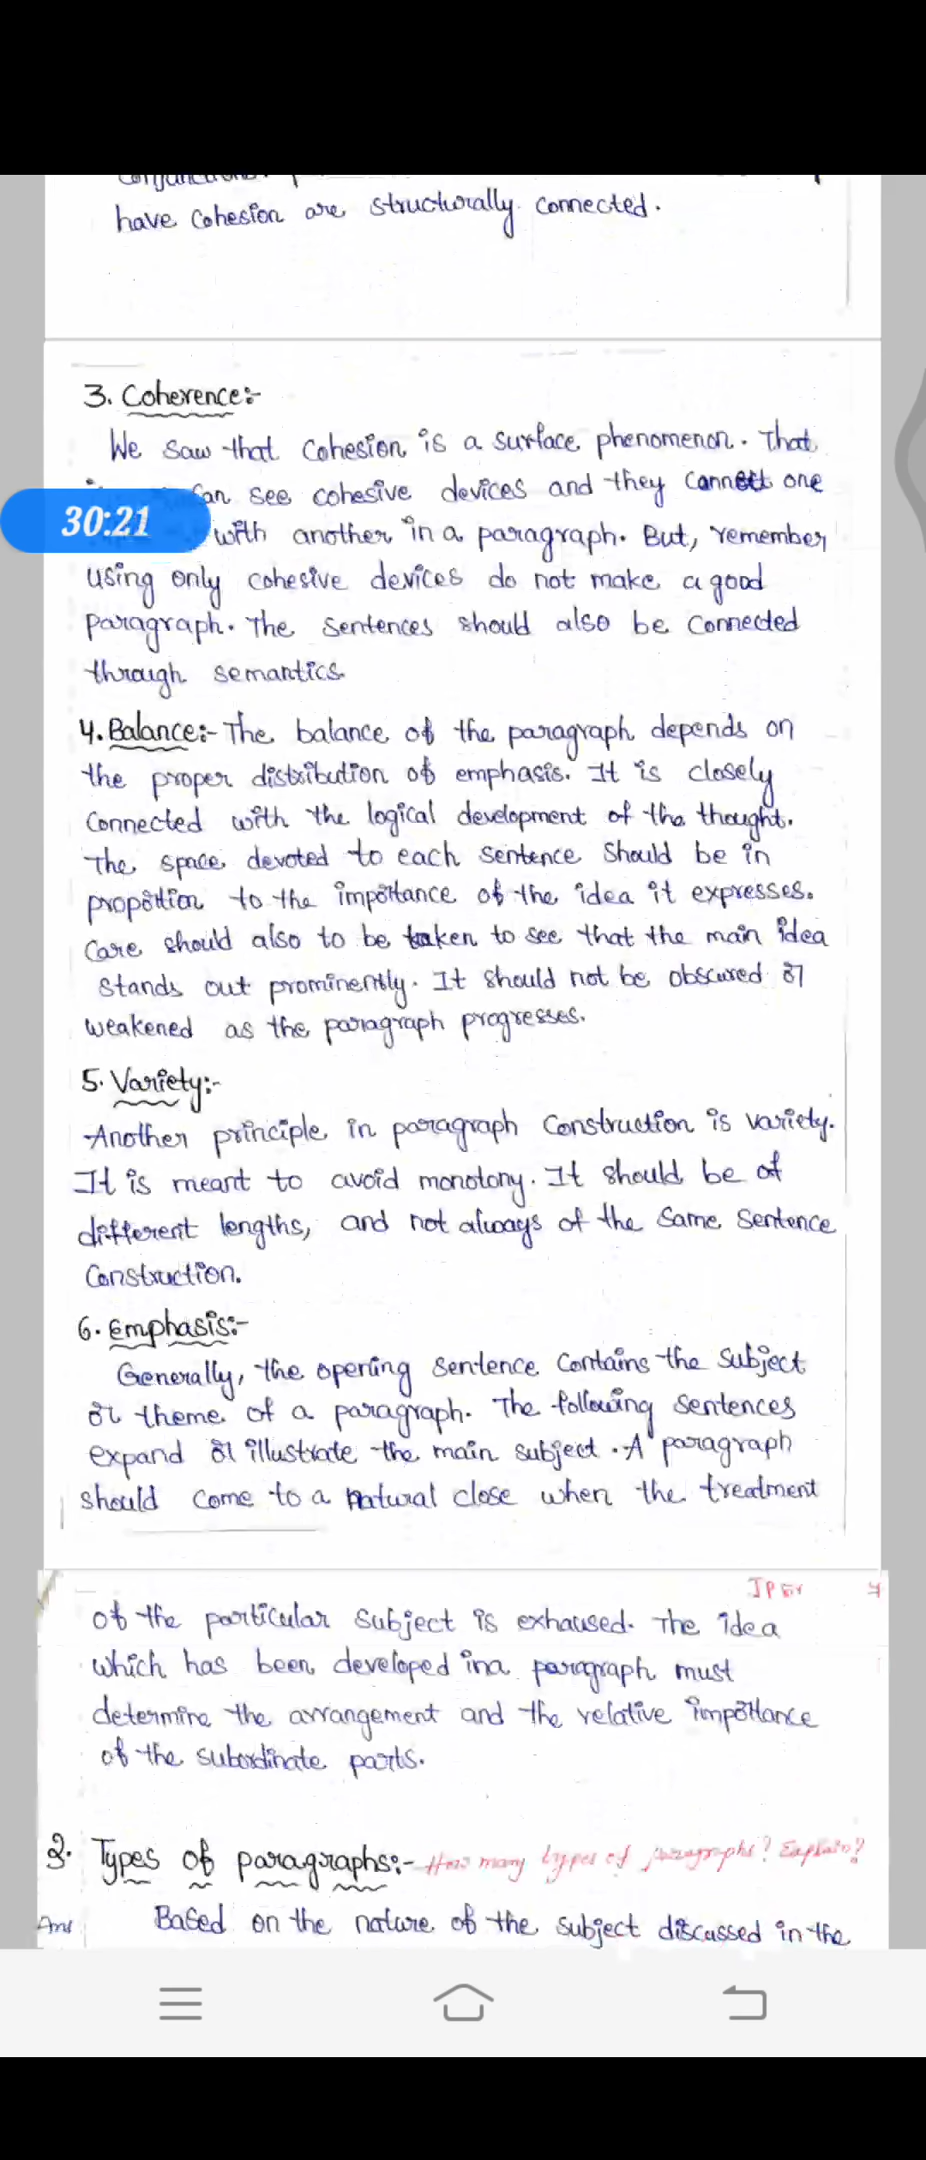 have cohesion are structurally connected.
3. Coherence:-
We saw that cohesion is a surface phenomenon. That
can see cohesive devices and they connect one
30:21
with another in a paragraph. But, remember
using only cohesive devices do not make a good
paragraph. The sentences should also be connected
through semantics.
4. Balance:- The balance of the paragraph depends on
the proper distribution of emphasis. It is closely
connected with the logical development of the thought.
The space devoted to each sentence should be in
proportion to the importance of the idea it expresses.
Care should also to be taken to see that the main idea
stands out prominently. It should not be obscured or
weakened as the paragraph progresses.
5. Variety:-
Another principle in paragraph construction is variety.
It is meant to avoid monotony. It should be of
different lengths, and not always of the same sentence
construction.
6. Emphasis:-
Generally, the opening sentence contains the subject
or theme of a paragraph. The following sentences
expand or illustrate the main subject. A paragraph
should come to a natural close when the treatment
of the particular subject is exhaused. The idea
which has been developed in a paragraph must
determine the arrangement and the relative importance
of the subordinate parts.
Types of paragraphs:- How many types of paragraphs? Explain?
Ans Based on the nature of the subject discussed in the